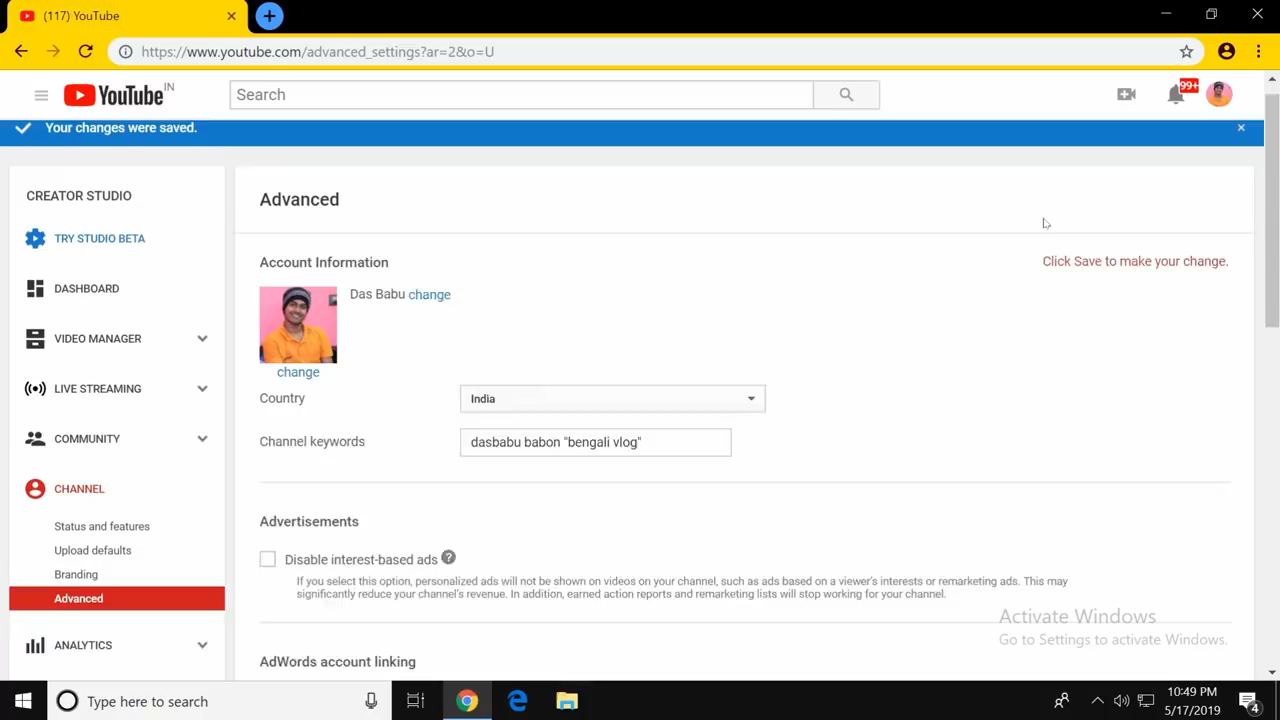 (117) YouTube
https://www.youtube.com/advanced_settings?ar=2&o=U
YouTube IN
Search
99+
Your changes were saved.
CREATOR STUDIO
TRY STUDIO BETA
DASHBOARD
VIDEO MANAGER
LIVE STREAMING
COMMUNITY
CHANNEL
Status and features
Upload defaults
Branding
Advanced
ANALYTICS
Advanced
Account Information
Click Save to make your change.
Das Babu change
change
Country
India
Channel keywords
dasbabu babon "bengali vlog"
Advertisements
Disable interest-based ads ?
If you select this option, personalized ads will not be shown on videos on your channel, such as ads based on a viewer's interests or remarketing ads. This may
significantly reduce your channel's revenue. In addition, earned action reports and remarketing lists will stop working for your channel.
AdWords account linking
Activate Windows
Go to Settings to activate Windows.
Type here to search
10:49 PM
5/17/2019
4